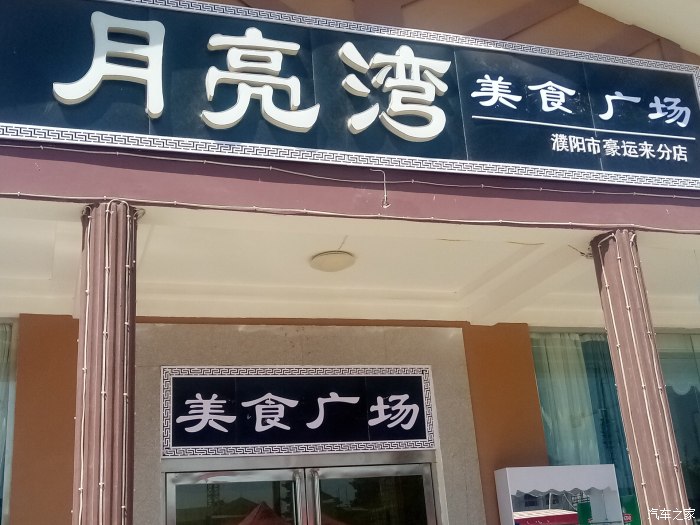 月亮湾 美食广场
濮阳市豪运来分店
美食广场
汽车之家